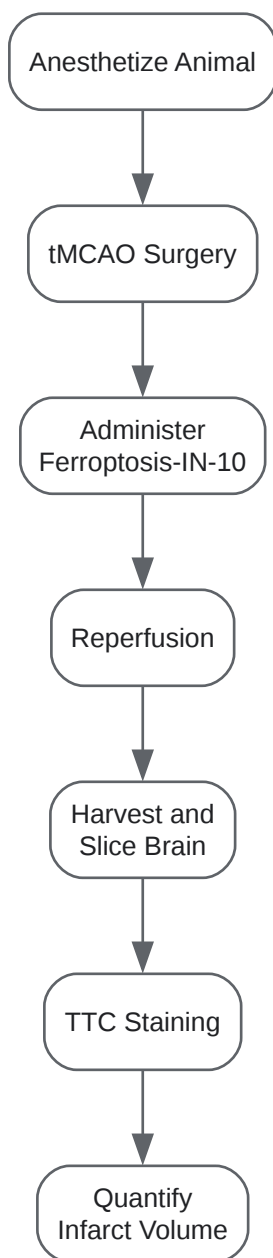 Anesthetize Animal
tMCAO Surgery
Administer
Ferroptosis-IN-10
Reperfusion
Harvest and
Slice Brain
TTC Staining
Quantify
Infarct Volume